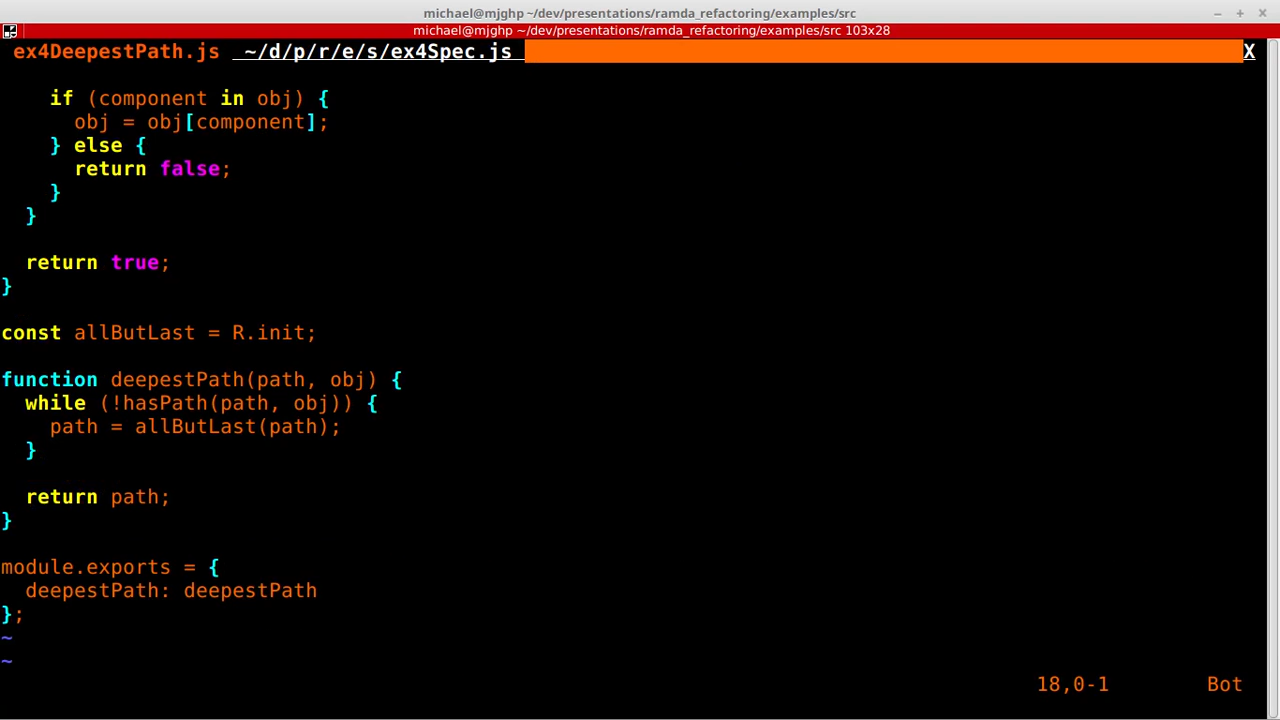 michael@mjghp ~/dev/presentations/ramda_refactoring/examples/src
michael@mjghp ~/dev/presentations/ramda_refactoring/examples/src 103x28
ex4DeepestPath.js  ~/d/p/r/e/s/ex4Spec.js X
    if (component in obj) {
      obj = obj[component];
    } else {
      return false;
    }
  }
  return true;
}
const allButLast = R.init;
function deepestPath(path, obj) {
  while (!hasPath(path, obj)) {
    path = allButLast(path);
  }
  return path;
}
module.exports = {
  deepestPath: deepestPath
};
~
~
18,0-1 Bot